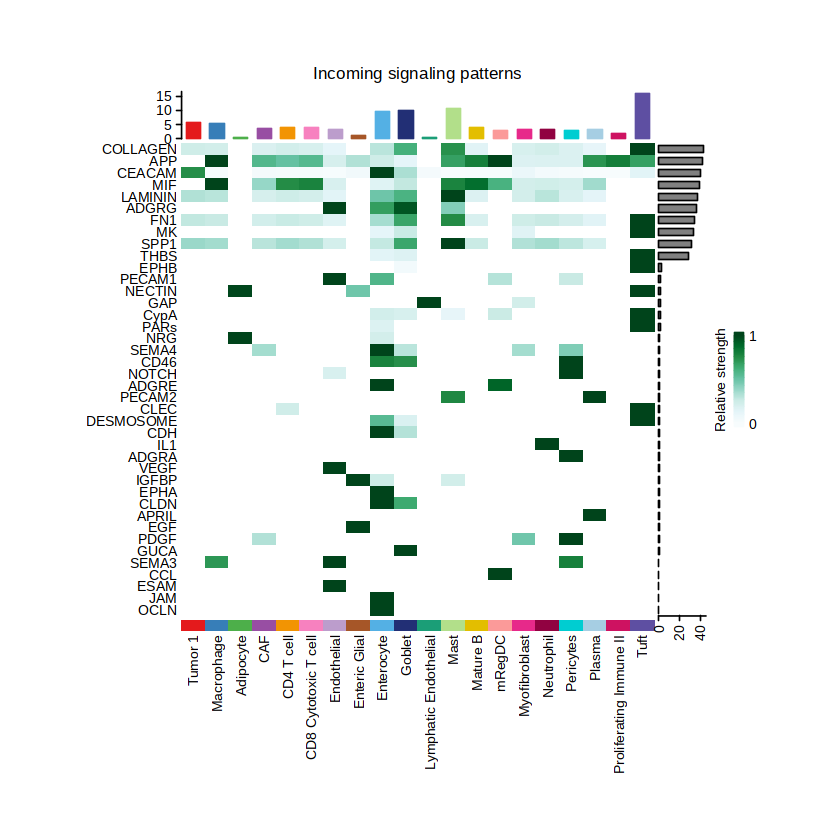 Incoming signaling patterns
15
10
5
0
COLLAGEN
APP
CEACAM
MIF
LAMININ
ADGRG
FN1
MK
SPP1
THBS
EPHB
PECAM1
NECTIN
GAP
CypA
PARs
NRG
SEMA4
CD46
NOTCH
ADGRE
PECAM2
CLEC
DESMOSOME
CDH
IL1
ADGRA
VEGF
IGFBP
EPHA
CLDN
APRIL
EGF
PDGF
GUCA
SEMA3
CCL
ESAM
JAM
OCLN
Tumor 1
Macrophage
Adipocyte
CAF
CD4 T cell
CD8 Cytotoxic T cell
Endothelial
Enteric Glial
Enterocyte
Goblet
Lymphatic Endothelial
Mast
Mature B
mRegDC
Myofibroblast
Neutrophil
Pericytes
Plasma
Proliferating Immune II
Tuft
0
20
40
Relative strength
1
0